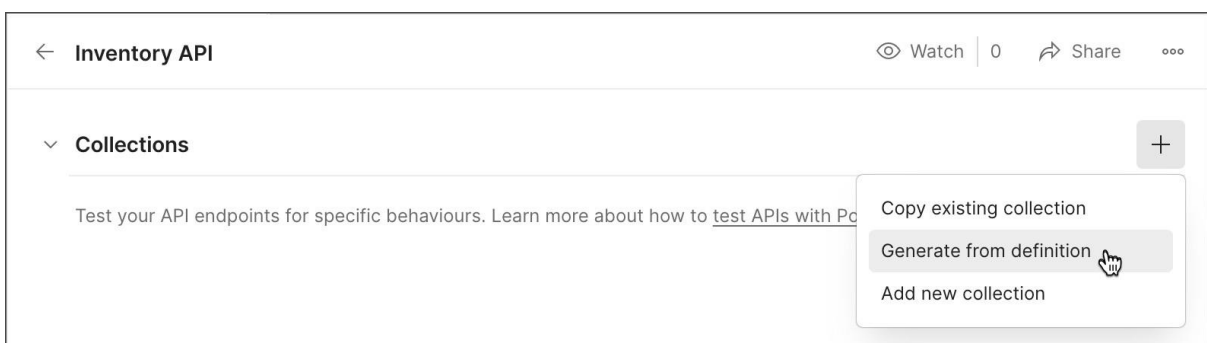 Inventory API
Watch 0 Share
Collections
Test your API endpoints for specific behaviours. Learn more about how to test APIs with Po
Copy existing collection
Generate from definition
Add new collection